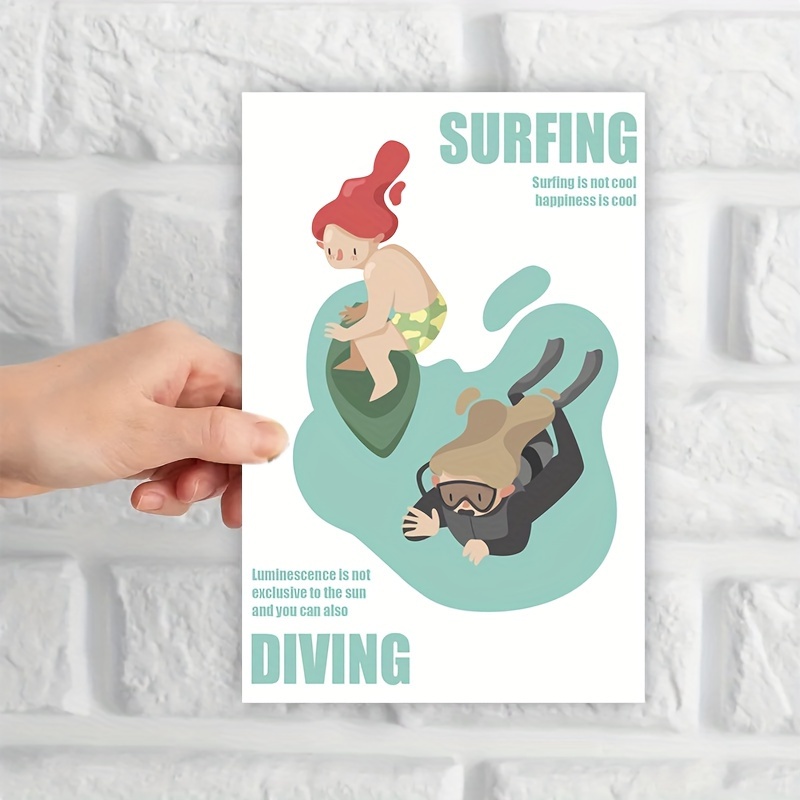 SURFING
Surfing is not cool
happiness is cool
Luminescence is not
exclusive to the sun
and you can also
DIVING